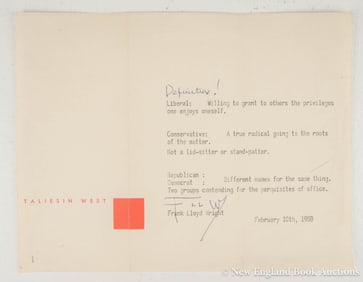 Definition!
Liberal: Willing to grant to others the privileges
one enjoys oneself.
Conservative: A true radical going to the roots
of the matter.
Not a lid-sitter or stand-patter.
Republican :
Democrat : Different names for the same thing.
Two groups contending for the perquisites of office.
TALIESIN WEST
F LL W
Frank Lloyd Wright
February 10th, 1958
© New England Book Auctions